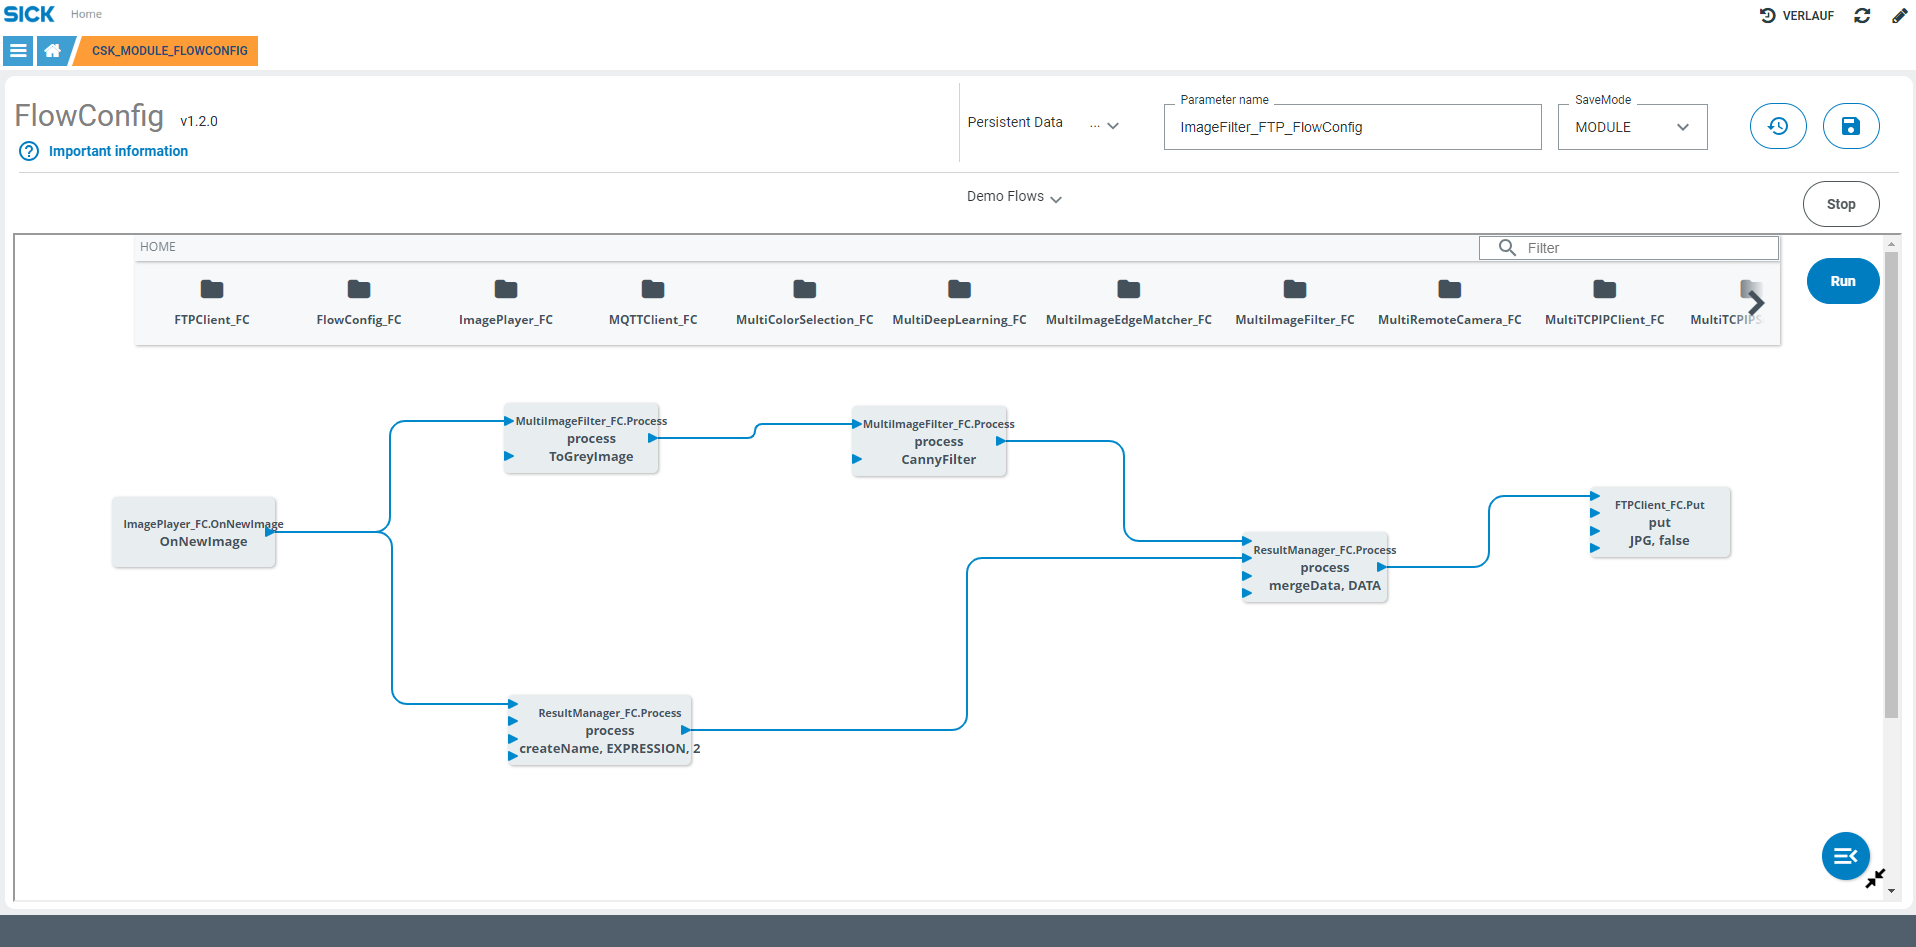 SICK Home
VERLAUF
CSK_MODULE_FLOWCONFIG
FlowConfig v1.2.0
Important information
Persistent Data ...
Parameter name
ImageFilter_FTP_FlowConfig
SaveMode
MODULE
Demo Flows
Stop
HOME
Filter
Run
FTPClient_FC FlowConfig_FC ImagePlayer_FC MQTTClient_FC MultiColorSelection_FC MultiDeepLearning_FC MultiImageEdgeMatcher_FC MultiImageFilter_FC MultiRemoteCamera_FC MultiTCPIPClient_FC MultiTCPIPS
MultiImageFilter_FC.Process
process
ToGreyImage
MultiImageFilter_FC.Process
process
CannyFilter
ImagePlayer_FC.OnNewImage
OnNewImage
FTPClient_FC.Put
put
JPG, false
ResultManager_FC.Process
process
mergeData, DATA
ResultManager_FC.Process
process
createName, EXPRESSION, 2